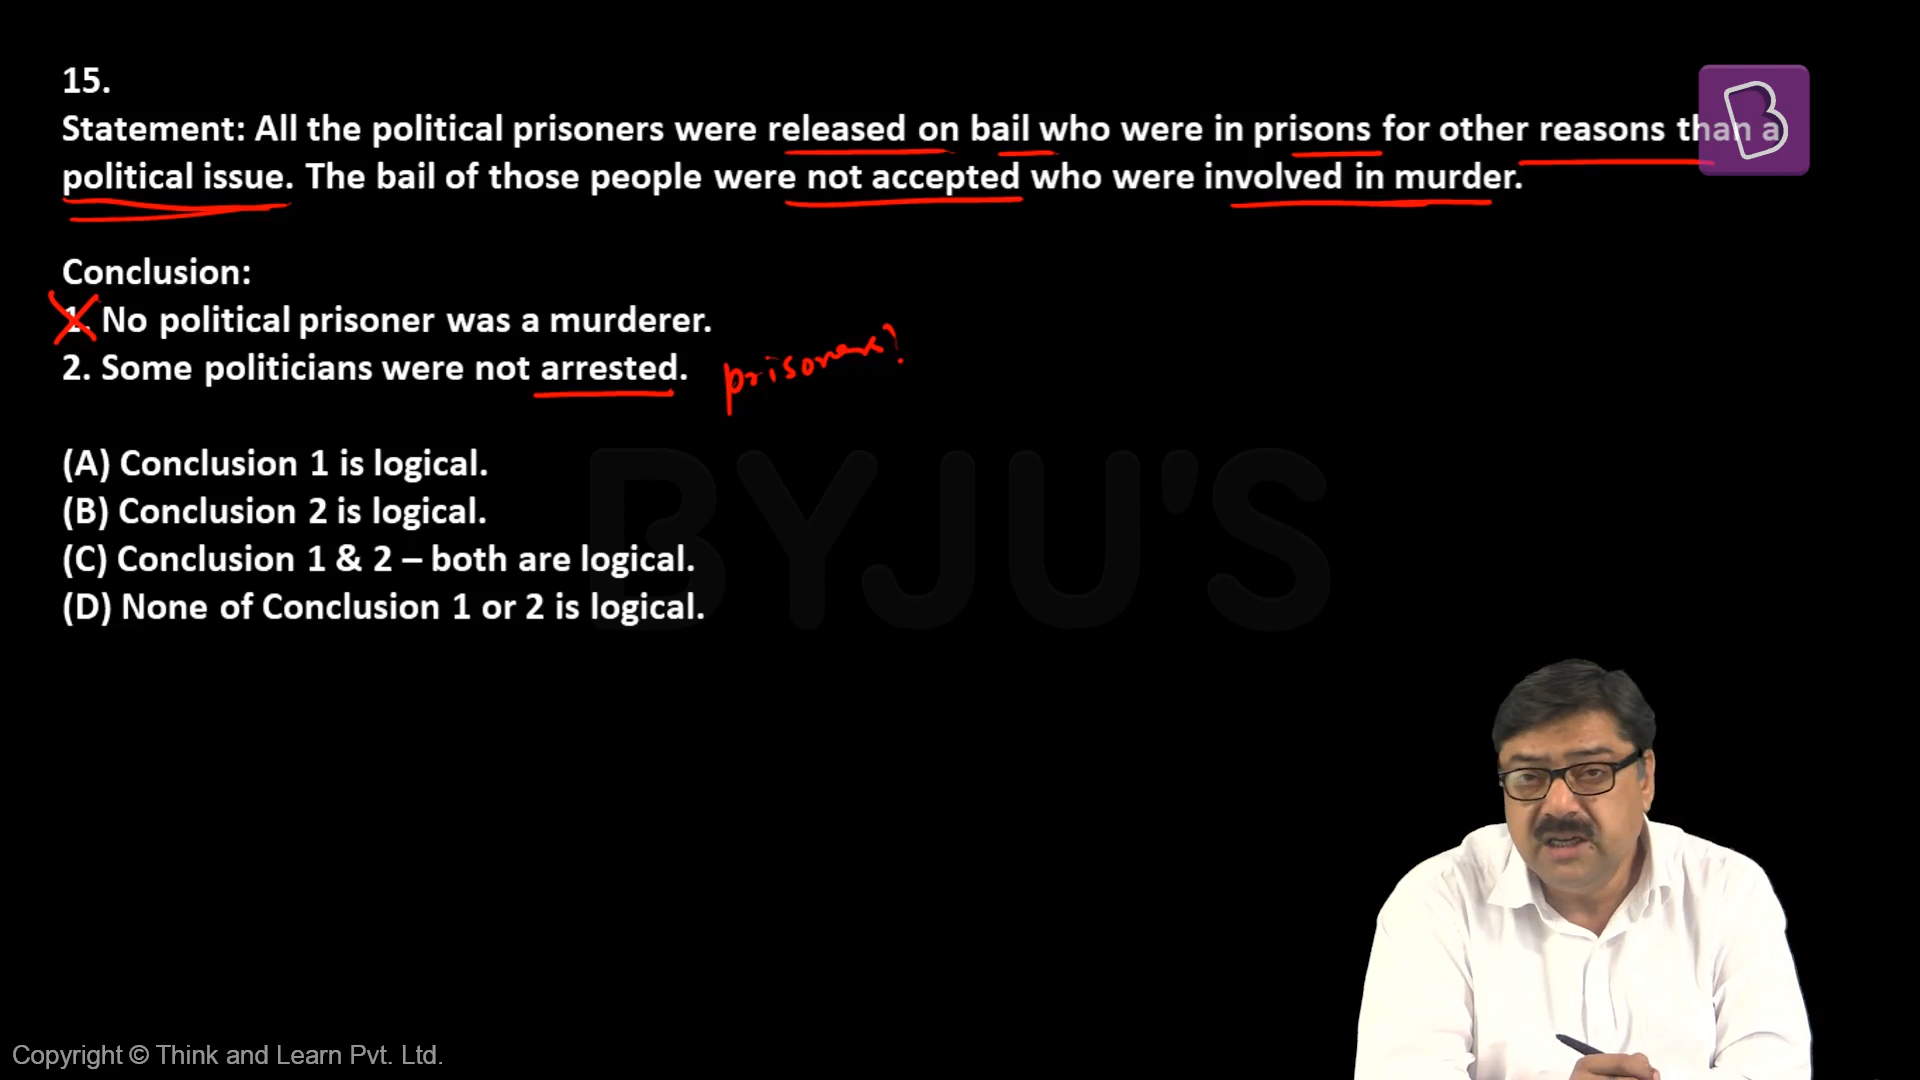 15.
Statement: All the political prisoners were released on bail who were in prisons for other reasons than a
political issue. The bail of those people were not accepted who were involved in murder.
Conclusion:
1. No political prisoner was a murderer.
2. Some politicians were not arrested. prisoners?
(A) Conclusion 1 is logical.
(B) Conclusion 2 is logical.
(C) Conclusion 1 & 2 – both are logical.
(D) None of Conclusion 1 or 2 is logical.
BYJU'S
Copyright © Think and Learn Pvt. Ltd.